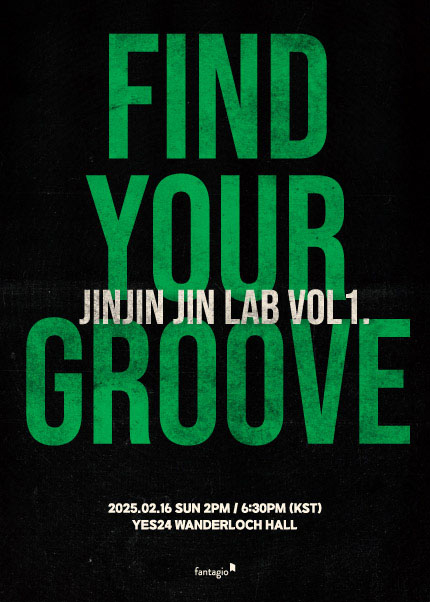 FIND
YOUR
JINJIN JIN LAB VOL1.
GROOVE
2025.02.16 SUN 2PM / 6:30PM (KST)
YES24 WANDERLOCH HALL
fantagio